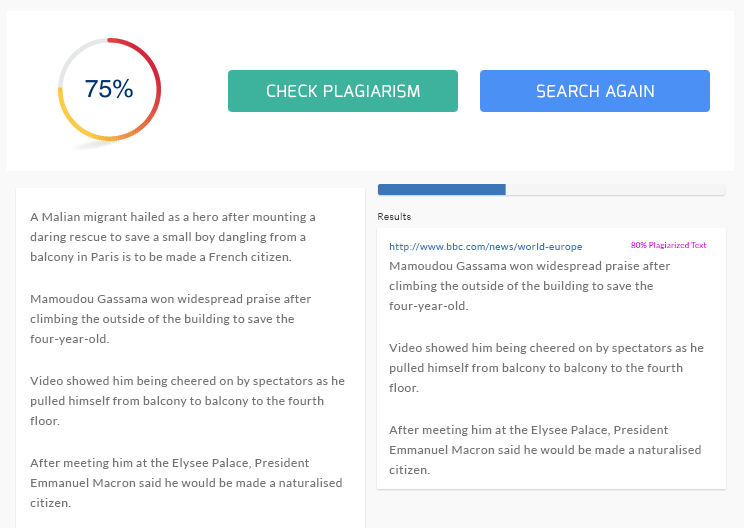 75%
CHECK PLAGIARISM
SEARCH AGAIN
A Malian migrant hailed as a hero after mounting a
daring rescue to save a small boy dangling from a
balcony in Paris is to be made a French citizen.
Mamoudou Gassama won widespread praise after
climbing the outside of the building to save the
four-year-old.
Video showed him being cheered on by spectators as he
pulled himself from balcony to balcony to the fourth
floor.
After meeting him at the Elysee Palace, President
Emmanuel Macron said he would be made a naturalised
citizen.
Results
http://www.bbc.com/news/world-europe
80% Plagiarized Text
Mamoudou Gassama won widespread praise after
climbing the outside of the building to save the
four-year-old.
Video showed him being cheered on by spectators as he
pulled himself from balcony to balcony to the fourth
floor.
After meeting him at the Elysee Palace, President
Emmanuel Macron said he would be made a naturalised
citizen.